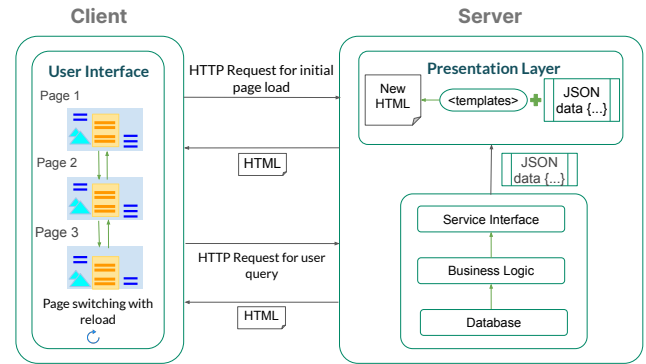 Client
Server
User Interface
Page 1
Page 2
Page 3
Page switching with
reload
HTTP Request for initial
page load
HTML
HTTP Request for user
query
HTML
Presentation Layer
New
HTML
<templates>
JSON
data {...}
JSON
data {...}
Service Interface
Business Logic
Database